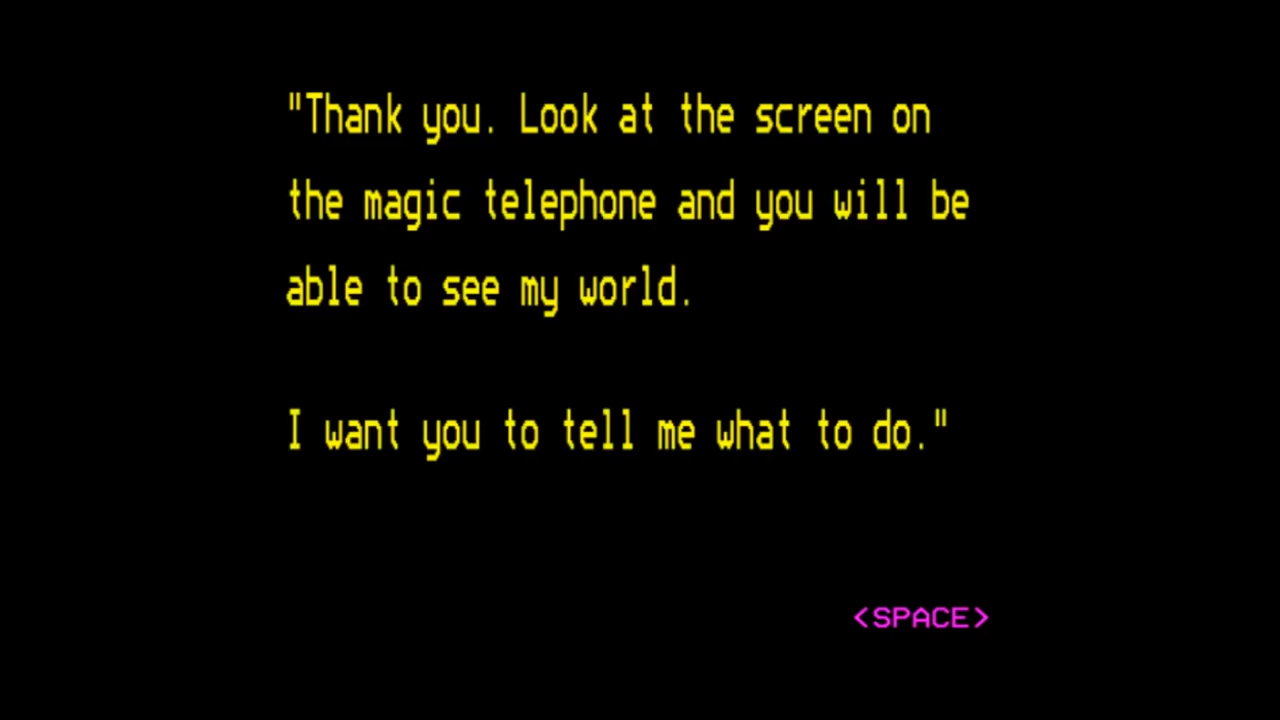 "Thank you. Look at the screen on
the magic telephone and you will be
able to see my world.
I want you to tell me what to do."
<SPACE>